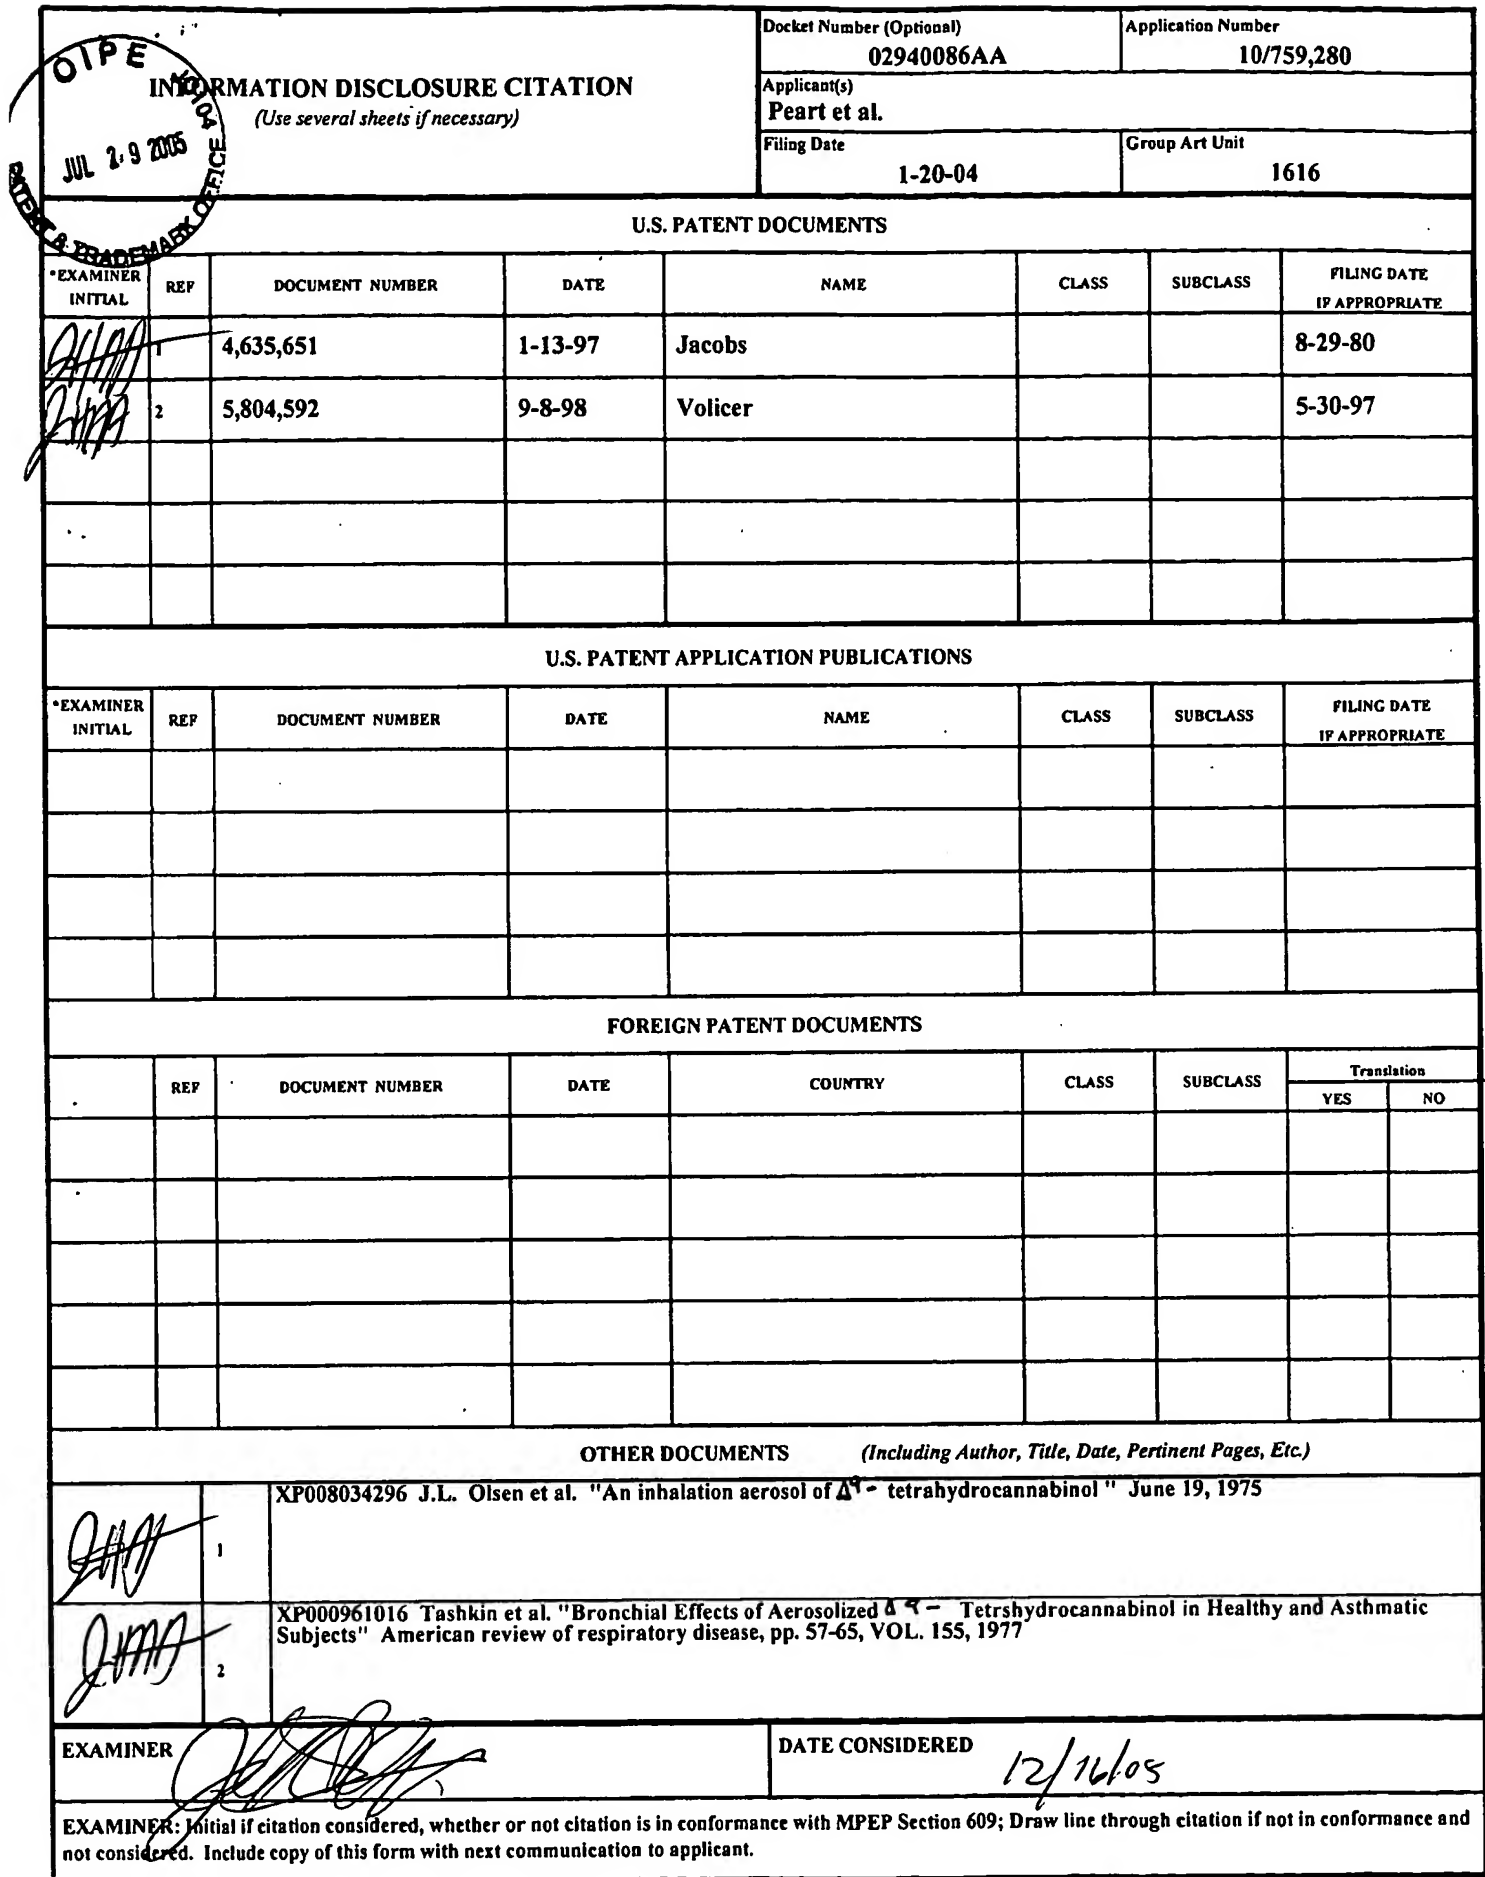 OIPE JC104
JUL 29 2005
PATENT & TRADEMARK OFFICE
INFORMATION DISCLOSURE CITATION
(Use several sheets if necessary)
Docket Number (Optional)
02940086AA
Application Number
10/759,280
Applicant(s)
Peart et al.
Filing Date
1-20-04
Group Art Unit
1616
U.S. PATENT DOCUMENTS
*EXAMINER INITIAL REF DOCUMENT NUMBER DATE NAME CLASS SUBCLASS FILING DATE IF APPROPRIATE
1 4,635,651 1-13-97 Jacobs 8-29-80
2 5,804,592 9-8-98 Volicer 5-30-97
U.S. PATENT APPLICATION PUBLICATIONS
*EXAMINER INITIAL REF DOCUMENT NUMBER DATE NAME CLASS SUBCLASS FILING DATE IF APPROPRIATE
FOREIGN PATENT DOCUMENTS
REF DOCUMENT NUMBER DATE COUNTRY CLASS SUBCLASS Translation YES NO
OTHER DOCUMENTS (Including Author, Title, Date, Pertinent Pages, Etc.)
1 XP008034296 J.L. Olsen et al. "An inhalation aerosol of Δ9- tetrahydrocannabinol " June 19, 1975
2 XP000961016 Tashkin et al. "Bronchial Effects of Aerosolized Δ9- Tetrshydrocannabinol in Healthy and Asthmatic
Subjects" American review of respiratory disease, pp. 57-65, VOL. 155, 1977
EXAMINER
DATE CONSIDERED
12/16/05
EXAMINER: Initial if citation considered, whether or not citation is in conformance with MPEP Section 609; Draw line through citation if not in conformance and
not considered. Include copy of this form with next communication to applicant.